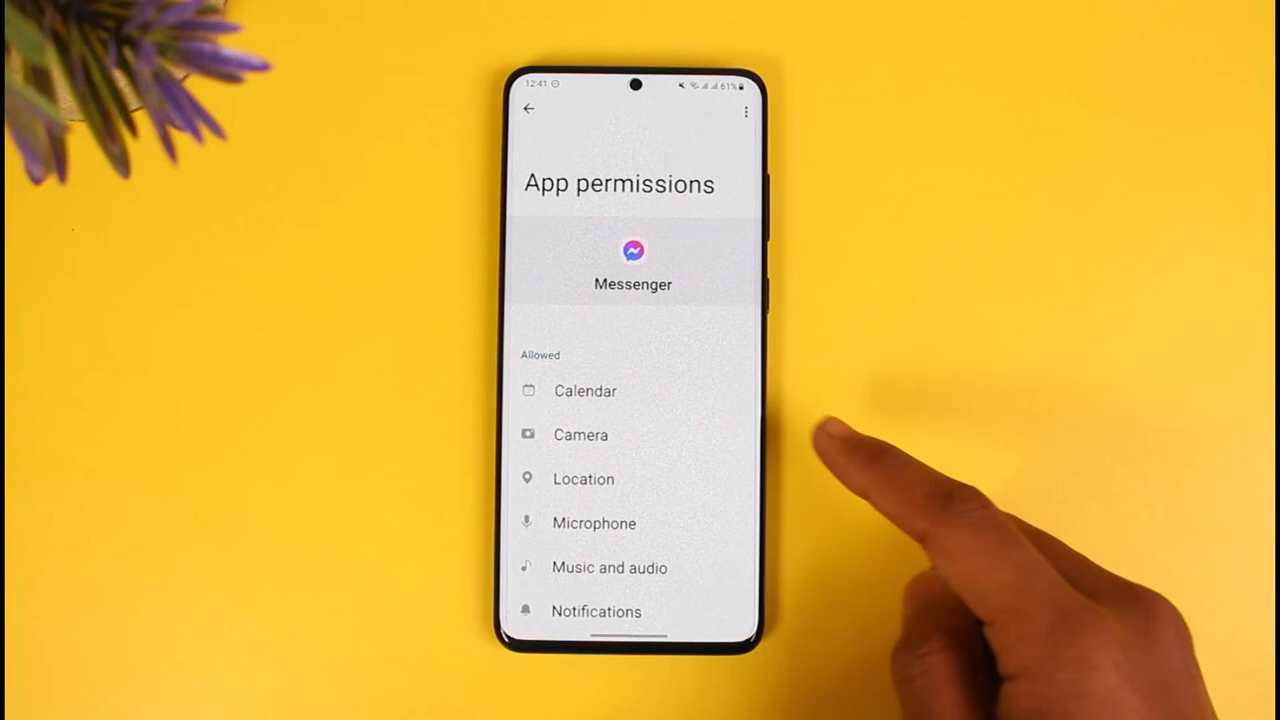 12:41
61%
App permissions
Messenger
Allowed
Calendar
Camera
Location
Microphone
Music and audio
Notifications